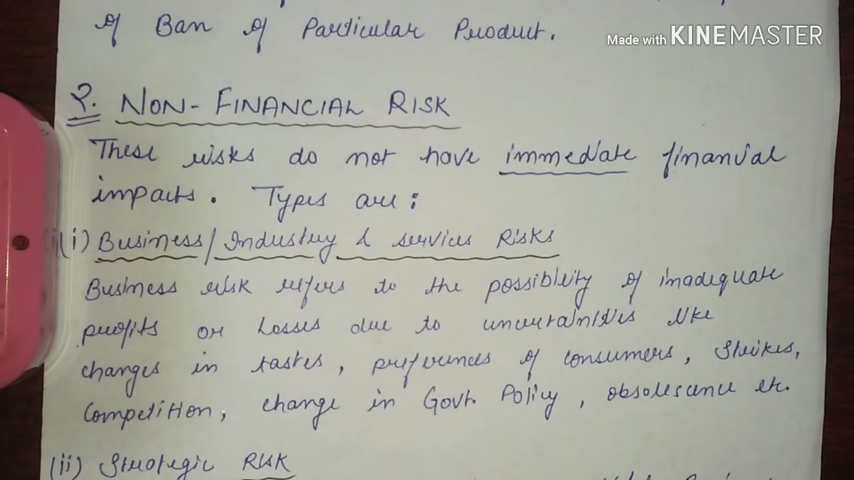 of Ban of Particular Product.
Made with KINEMASTER
2. NON-FINANCIAL RISK
These risks do not have immediate financial
impacts. Types are:
(i) Business/Industry & services Risks
Business risk refers to the possiblity of inadequate
profits or Losses due to uncertainities like
changes in tastes, preferences of consumers, Strikes,
Competition, change in Govt. Policy, obsolescence etc.
(ii) Strategic RISK